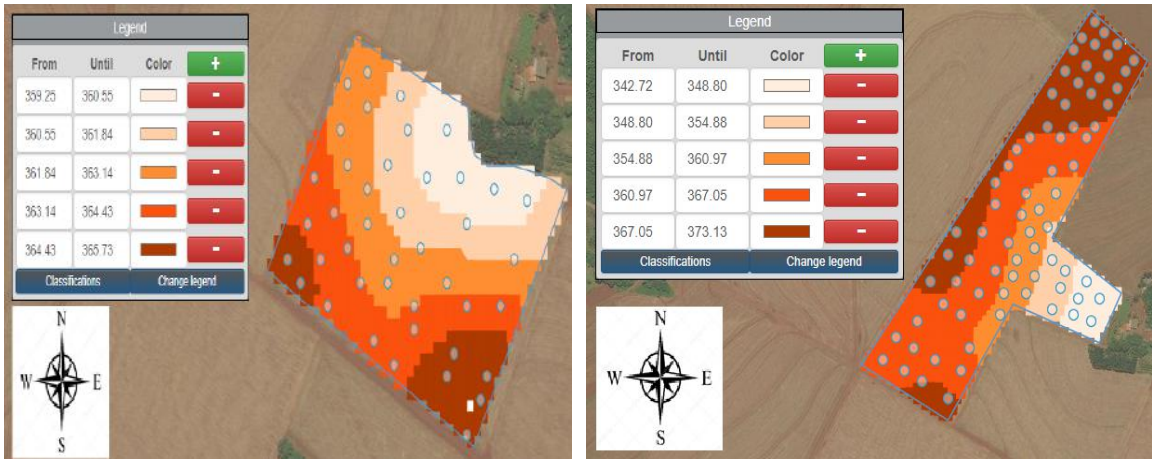 Legend
From Until Color +
359.25 360.55 -
360.55 361.84 -
361.84 363.14 -
363.14 364.43 -
364.43 365.73 -
Classifications Change legend
N
W E
S
Legend
From Until Color +
342.72 348.80 -
348.80 354.88 -
354.88 360.97 -
360.97 367.05 -
367.05 373.13 -
Classifications Change legend
N
W E
S